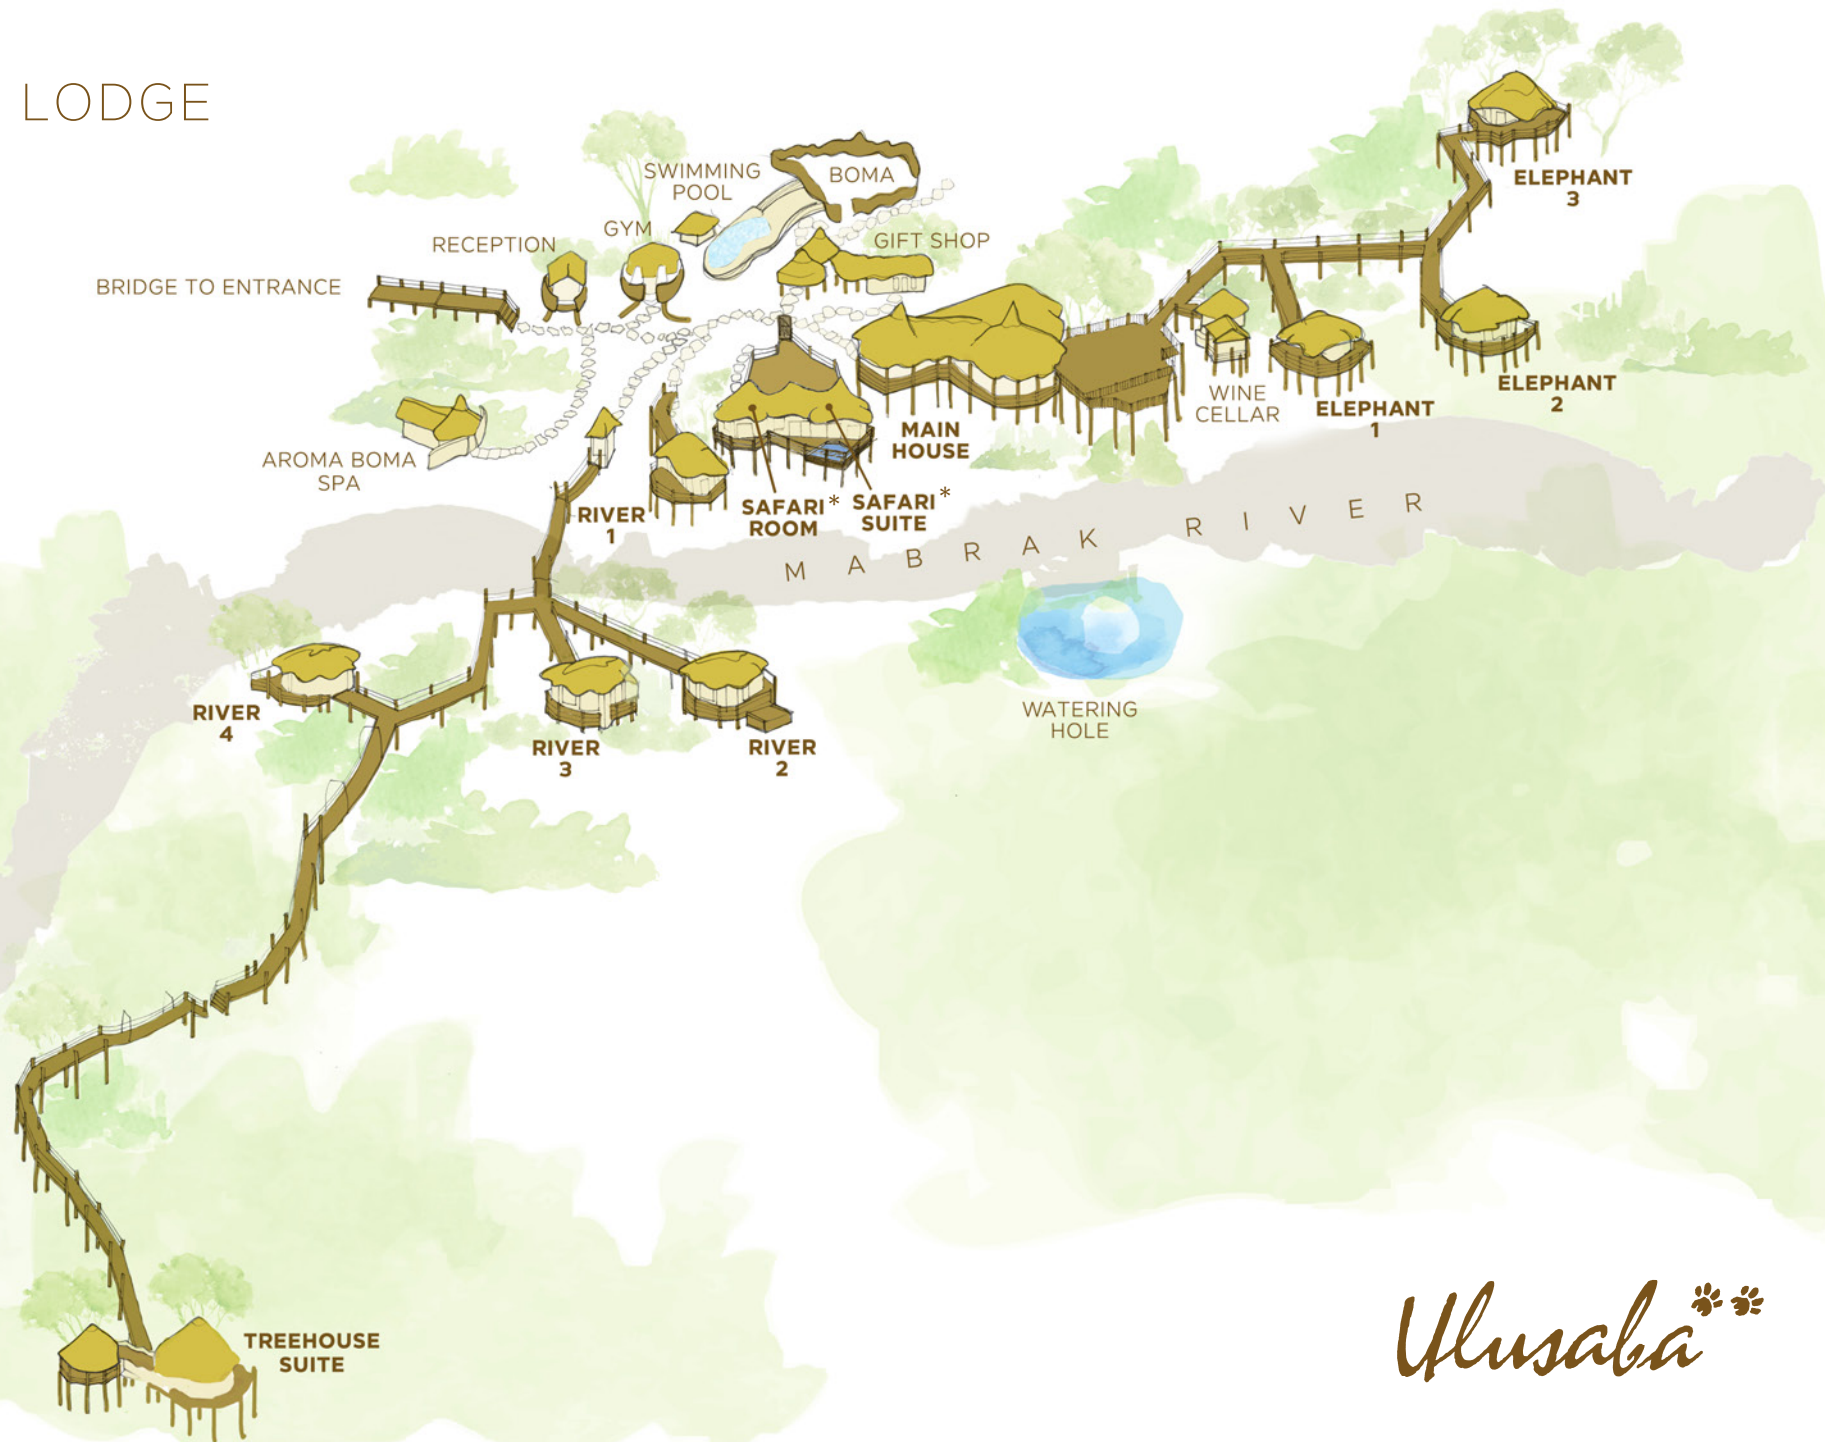 LODGE
SWIMMING
POOL
BOMA
GYM
RECEPTION
GIFT SHOP
BRIDGE TO ENTRANCE
ELEPHANT
3
ELEPHANT
2
WINE
CELLAR
ELEPHANT
1
MAIN
HOUSE
AROMA BOMA
SPA
RIVER
1
SAFARI*
ROOM
SAFARI*
SUITE
MABRAK RIVER
RIVER
4
RIVER
3
RIVER
2
WATERING
HOLE
TREEHOUSE
SUITE
Ulusaba